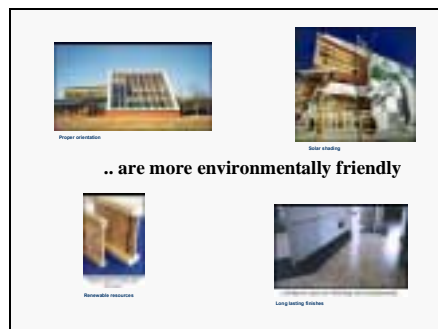 Proper orientation
Solar shading
.. are more environmentally friendly
Renewable resources
Long lasting finishes